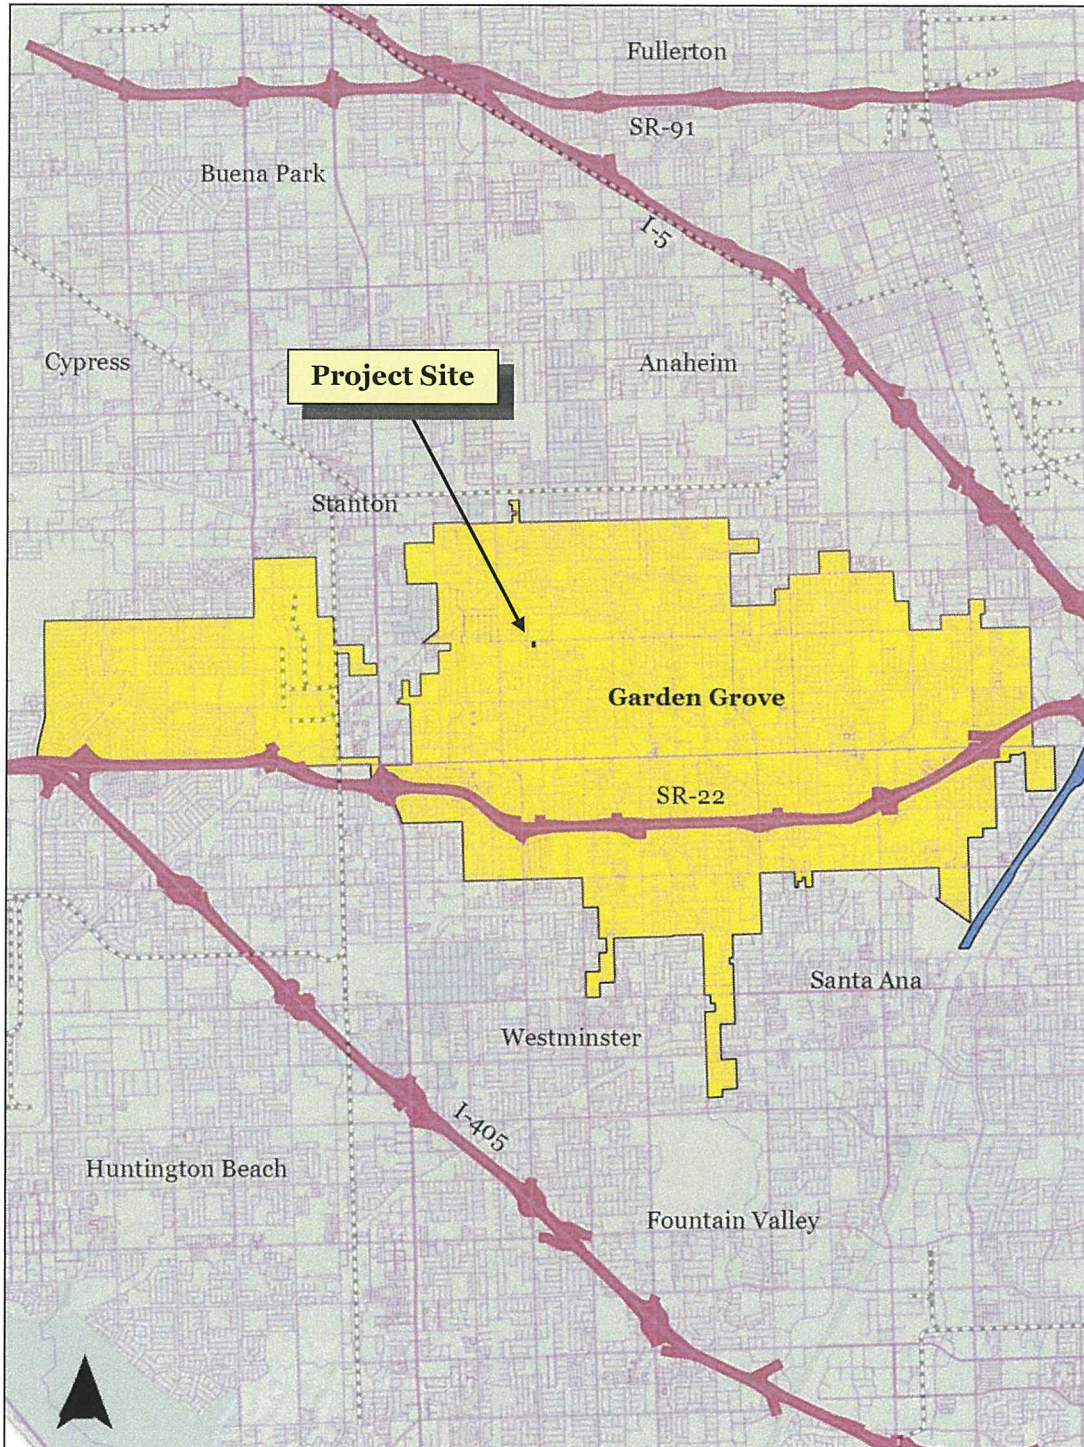 Fullerton
SR-91
Buena Park
I-5
Cypress
Anaheim
Project Site
Stanton
Garden Grove
SR-22
Santa Ana
Westminster
I-405
Huntington Beach
Fountain Valley